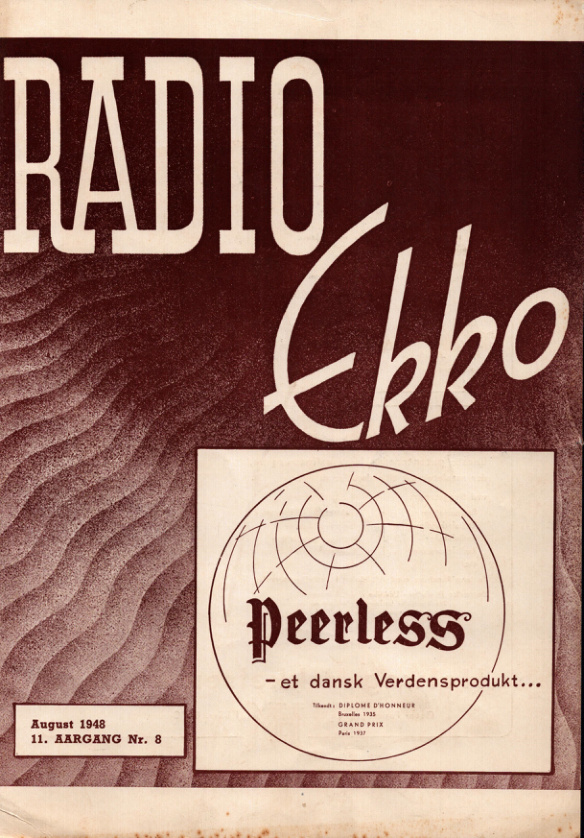 RADIO
Ekko
Peerless
- et dansk Verdensprodukt...
Tilkendt: DIPLOME D'HONNEUR
Bruxelles 1935
GRAND PRIX
Paris 1937
August 1948
11. AARGANG Nr. 8